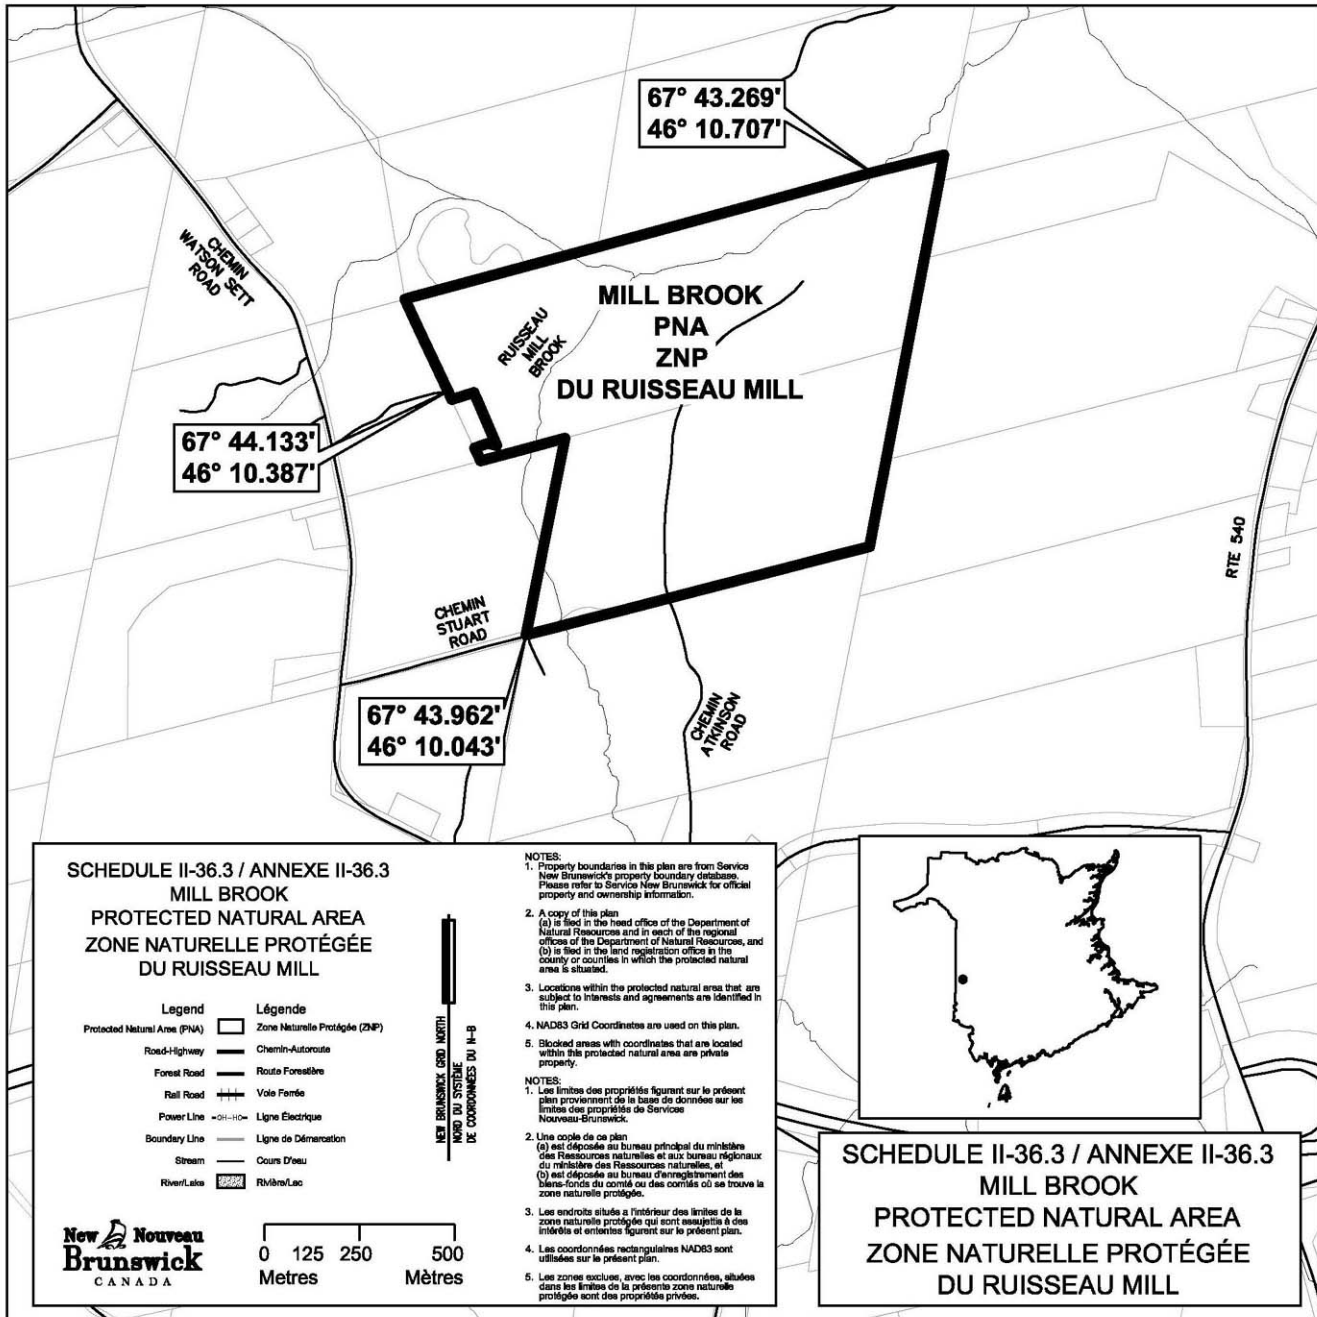 67° 43.269'
46° 10.707'
CHEMIN
WATSON SETT
ROAD
RUISSEAU
MILL
BROOK
MILL BROOK
PNA
ZNP
DU RUISSEAU MILL
67° 44.133'
46° 10.387'
RTE 540
CHEMIN
STUART
ROAD
67° 43.962'
46° 10.043'
CHEMIN
ATKINSON
ROAD
SCHEDULE II-36.3 / ANNEXE II-36.3
MILL BROOK
PROTECTED NATURAL AREA
ZONE NATURELLE PROTÉGÉE
DU RUISSEAU MILL
Legend Légende
Protected Natural Area (PNA) Zone Naturelle Protégée (ZNP)
Road-Highway Chemin-Autoroute
Forest Road Route Forestière
Rail Road Voie Ferrée
Power Line OH-HO Ligne Électrique
Boundary Line Ligne de Démarcation
Stream Cours D'eau
River/Lake Rivière/Lac
NEW BRUNSWICK GRID NORTH
NORD DU SYSTÈME
DE COORDONNÉES DU N-B
New Nouveau
Brunswick
CANADA
0 125 250 500
Metres Mètres
NOTES:
1. Property boundaries in this plan are from Service
New Brunswick's property boundary database.
Please refer to Service New Brunswick for official
property and ownership information.
2. A copy of this plan
(a) is filed in the head office of the Department of
Natural Resources and in each of the regional
offices of the Department of Natural Resources, and
(b) is filed in the land registration office in the
county or counties in which the protected natural
area is situated.
3. Locations within the protected natural area that are
subject to interests and agreements are identified in
this plan.
4. NAD83 Grid Coordinates are used on this plan.
5. Blocked areas with coordinates that are located
within this protected natural area are private
property.
NOTES:
1. Les limites des propriétés figurant sur le présent
plan proviennent de la base de données sur les
limites des propriétés de Services
Nouveau-Brunswick.
2. Une copie de ce plan
(a) est déposée au bureau principal du ministère
des Ressources naturelles et aux bureau régionaux
du ministère des Ressources naturelles, et
(b) est déposée au bureau d'enregistrement des
biens-fonds du comté ou des comtés où se trouve la
zone naturelle protégée.
3. Les endroits situés a l'intérieur des limites de la
zone naturelle protégée qui sont assujettis à des
intérêts et ententes figurent sur le présent plan.
4. Les coordonnées rectangulaires NAD83 sont
utilisées sur le présent plan.
5. Les zones exclues, avec les coordonnées, situées
dans les limites de la présente zone naturelle
protégée sont des propriétés privées.
SCHEDULE II-36.3 / ANNEXE II-36.3
MILL BROOK
PROTECTED NATURAL AREA
ZONE NATURELLE PROTÉGÉE
DU RUISSEAU MILL